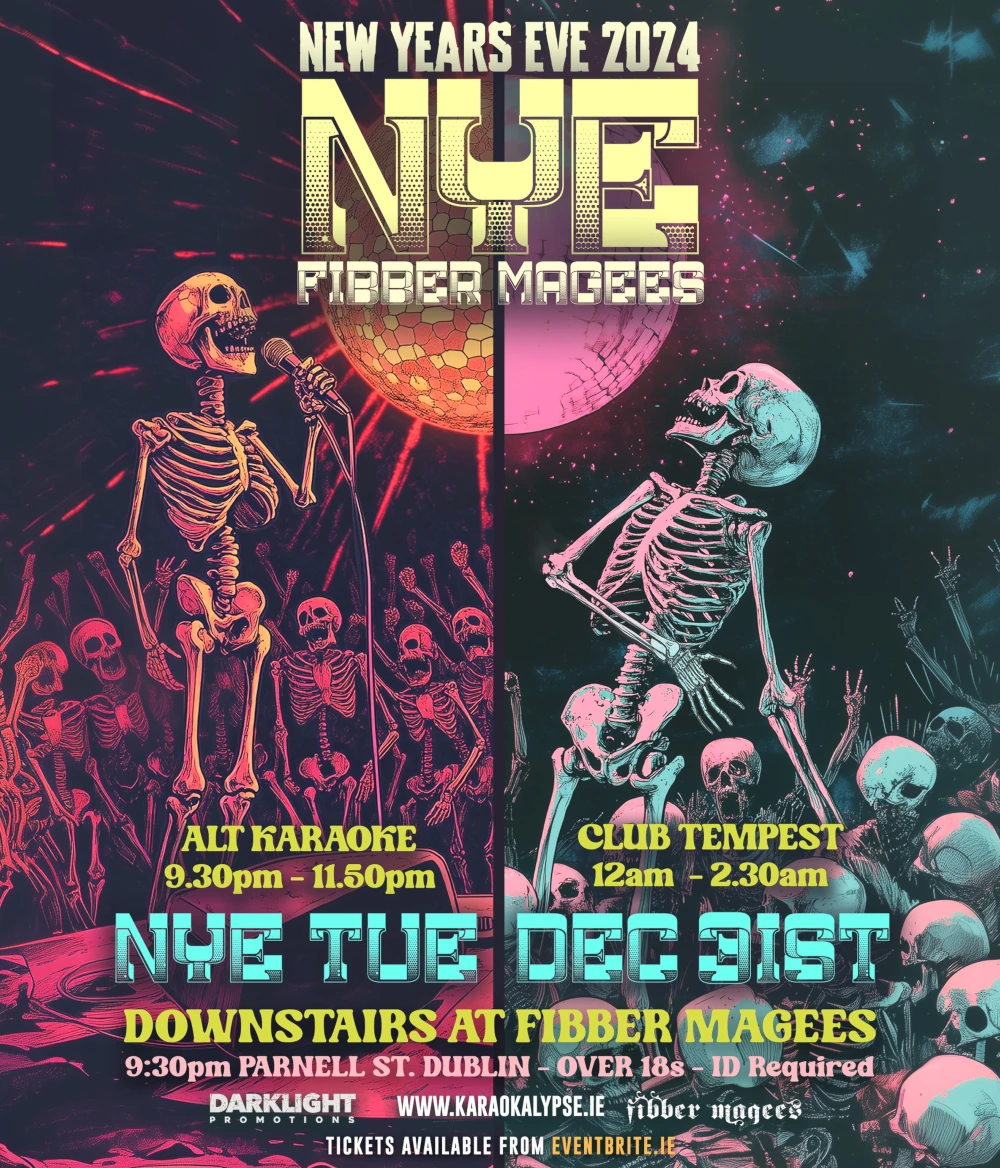 NEW YEARS EVE 2024
NYE
FIBBER MAGEES
ALT KARAOKE
9.30pm - 11.50pm
CLUB TEMPEST
12am - 2.30am
NYE TUE DEC 31ST
DOWNSTAIRS AT FIBBER MAGEES
9:30pm PARNELL ST. DUBLIN - OVER 18s - ID Required
DARKLIGHT
PROMOTIONS
WWW.KARAOKALYPSE.IE
fibber magees
TICKETS AVAILABLE FROM EVENTBRITE.IE